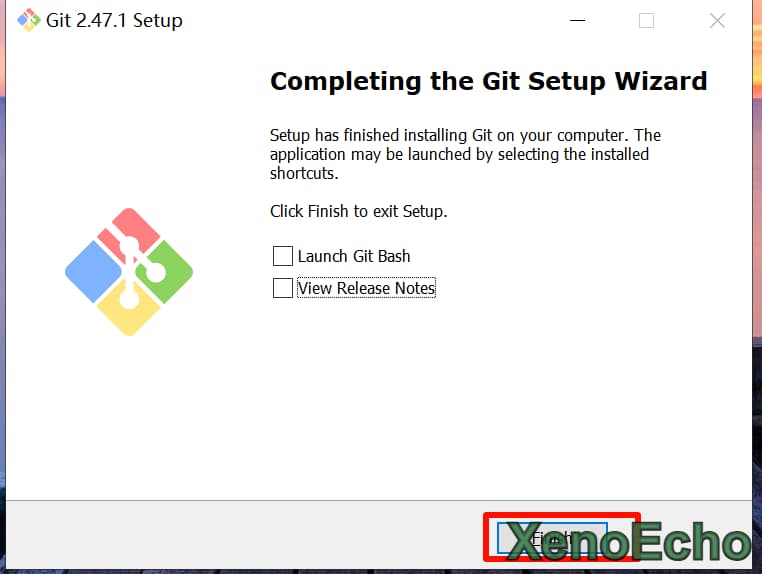 Git 2.47.1 Setup
Completing the Git Setup Wizard
Setup has finished installing Git on your computer. The
application may be launched by selecting the installed
shortcuts.
Click Finish to exit Setup.
Launch Git Bash
View Release Notes
Finish
XenoEcho